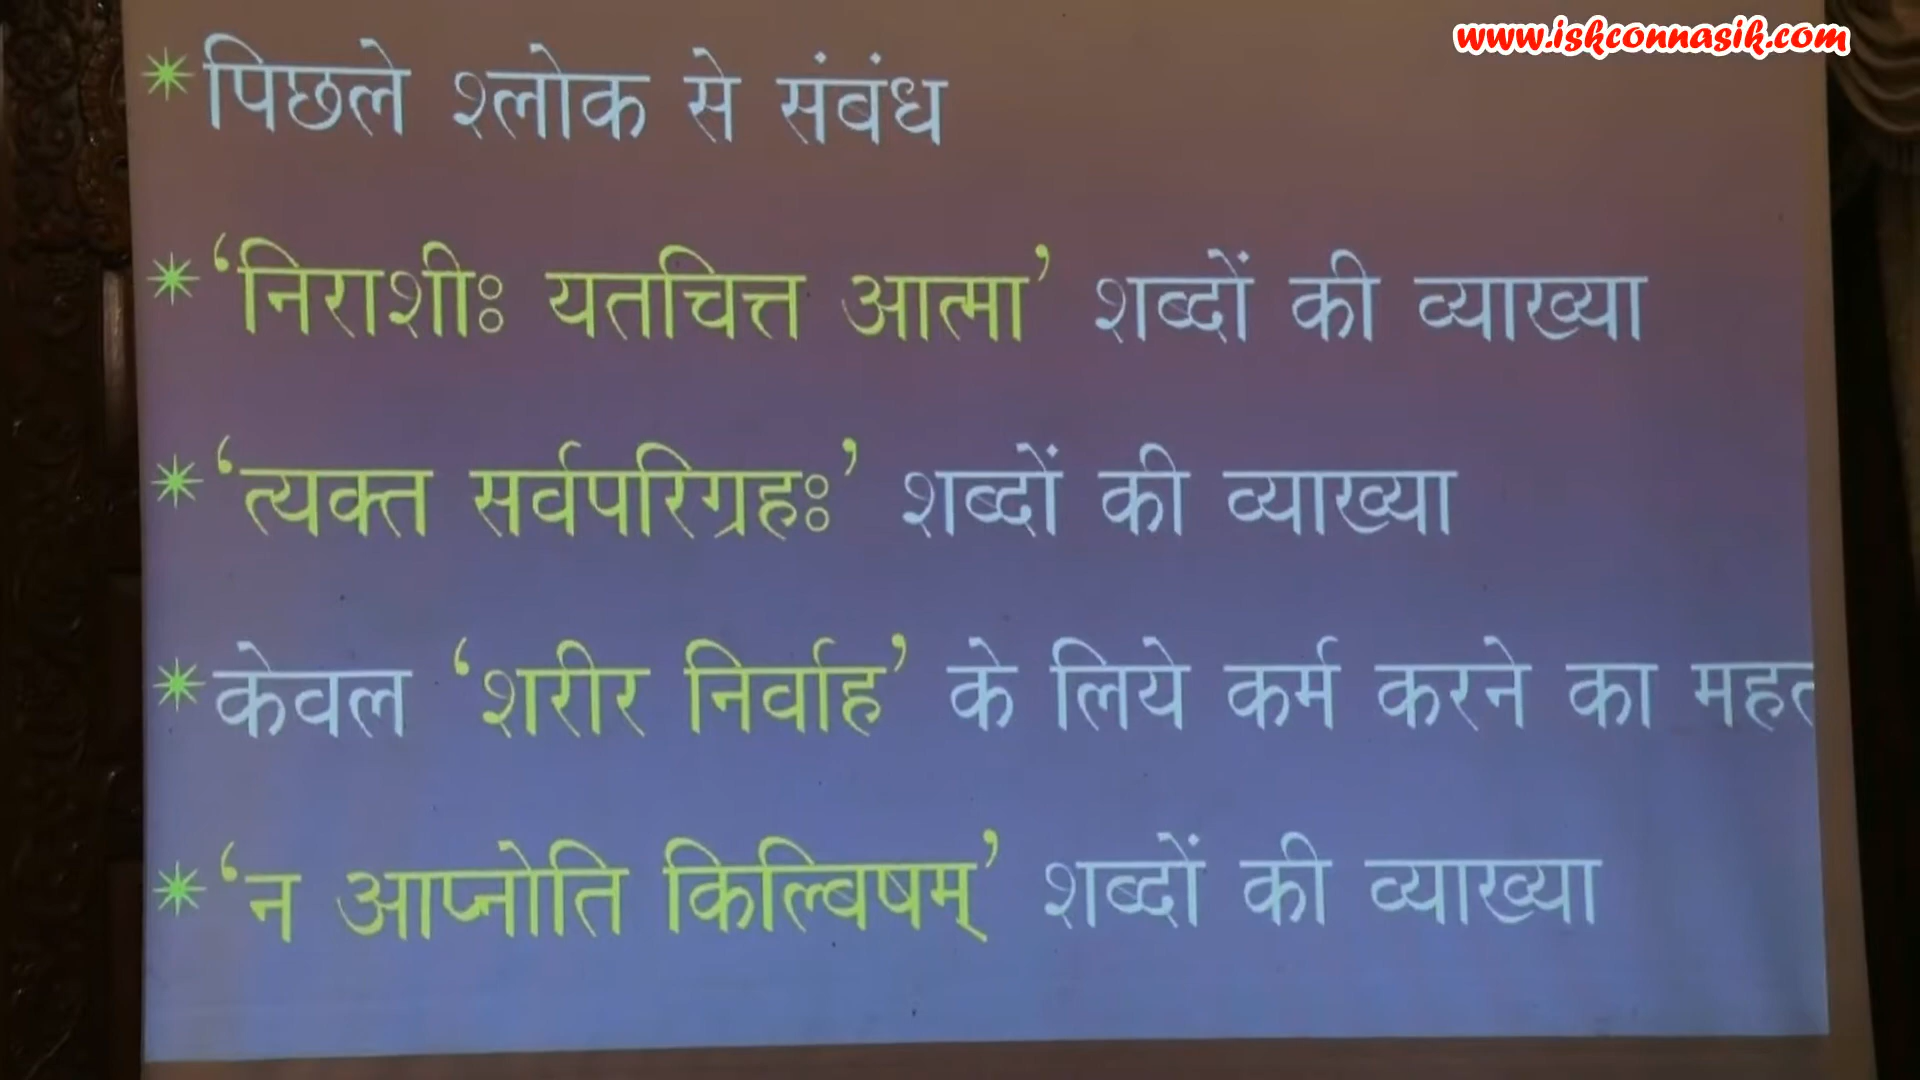 www.iskconnasik.com
पिछले श्लोक से संबंध
‘निराशीः यतचित्त आत्मा’ शब्दों की व्याख्या
‘त्यक्त सर्वपरिग्रहः’ शब्दों की व्याख्या
केवल ‘शरीर निर्वाह’ के लिये कर्म करने का
‘न आप्नोति किल्बिषम्’ शब्दों की व्याख्या